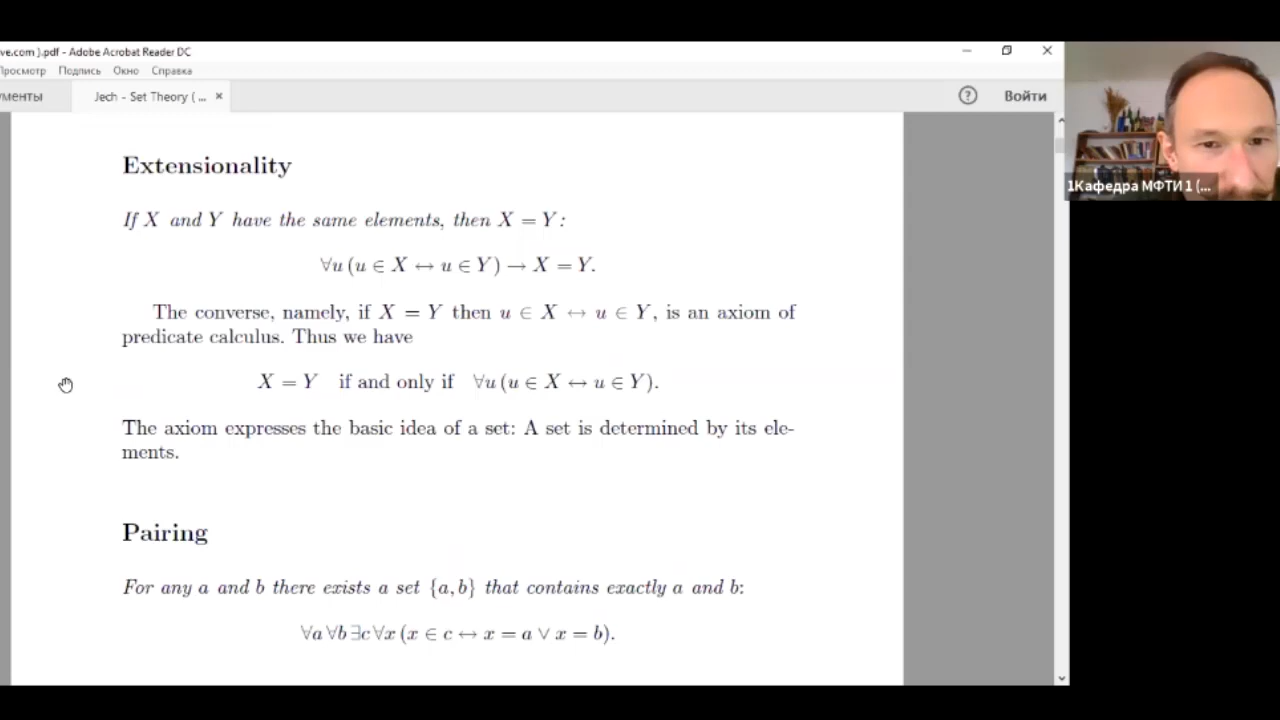 ve.com ).pdf - Adobe Acrobat Reader DC
Просмотр Подпись Окно Справка
ументы
Jech - Set Theory ( ... ×
? Войти
Extensionality
If X and Y have the same elements, then X = Y:
∀u (u ∈ X ↔ u ∈ Y) → X = Y.
The converse, namely, if X = Y then u ∈ X ↔ u ∈ Y, is an axiom of
predicate calculus. Thus we have
X = Y if and only if ∀u (u ∈ X ↔ u ∈ Y).
The axiom expresses the basic idea of a set: A set is determined by its ele-
ments.
Pairing
For any a and b there exists a set {a, b} that contains exactly a and b:
∀a ∀b ∃c ∀x (x ∈ c ↔ x = a ∨ x = b).
1Кафедра МФТИ 1 (...